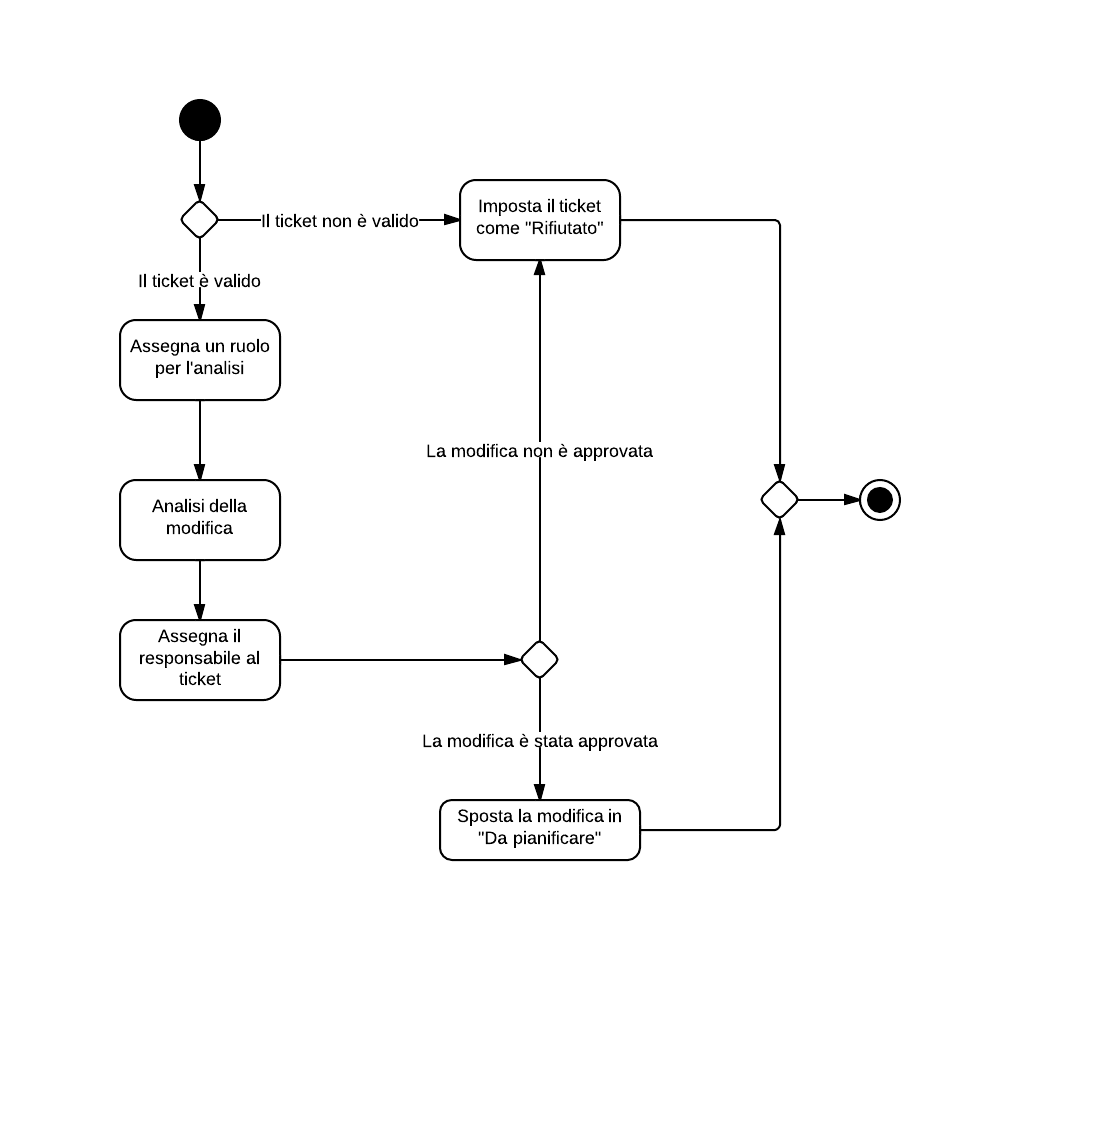 Il ticket non è valido
Imposta il ticket
come "Rifiutato"
Il ticket è valido
Assegna un ruolo
per l'analisi
La modifica non è approvata
Analisi della
modifica
Assegna il
responsabile al
ticket
La modifica è stata approvata
Sposta la modifica in
"Da pianificare"